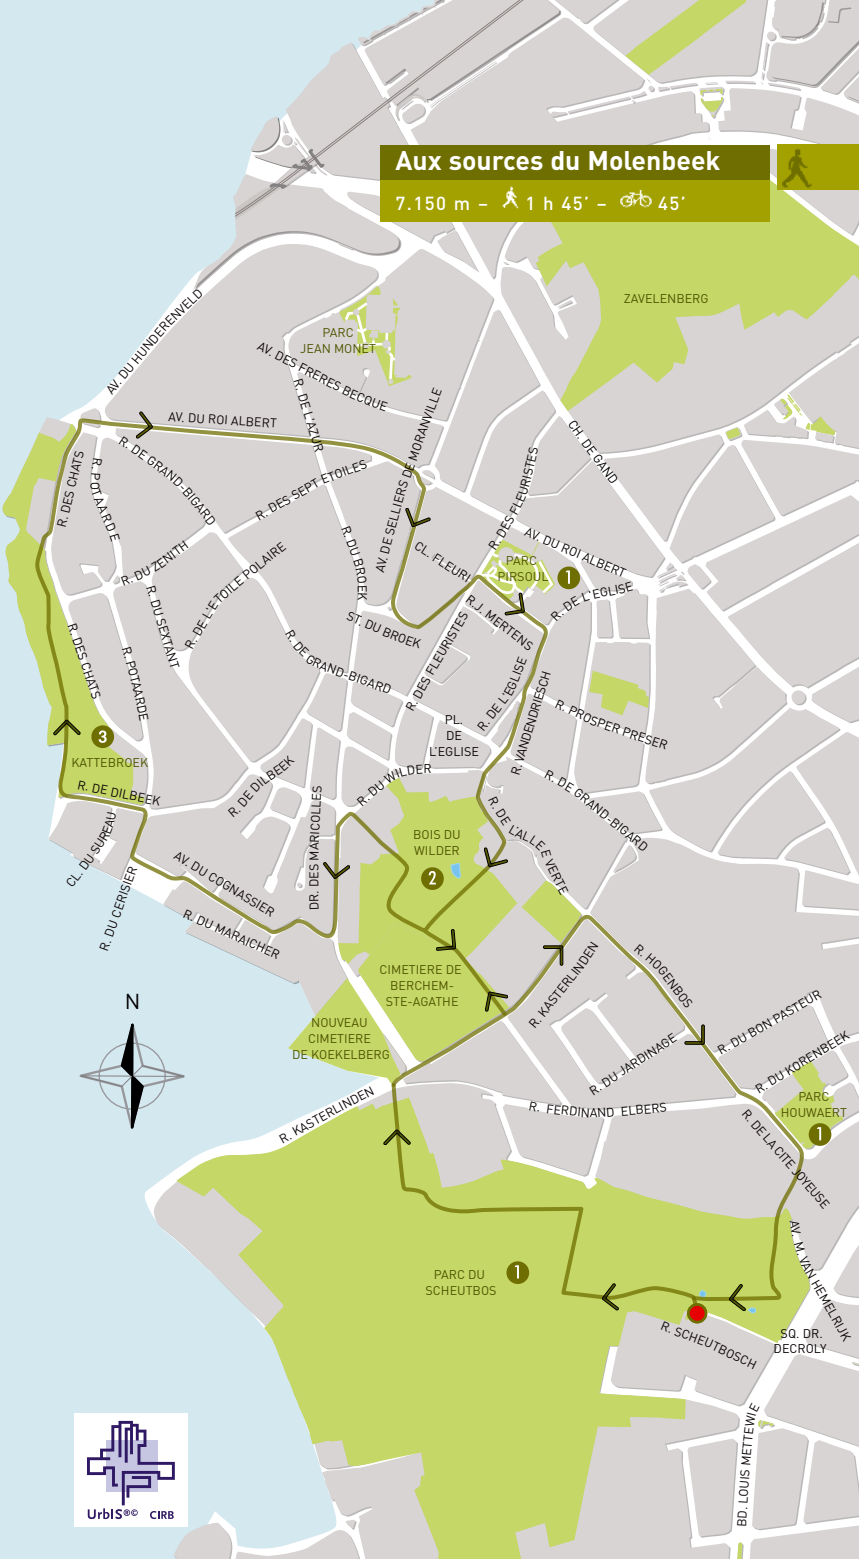 Aux sources du Molenbeek
7.150 m – 1 h 45’ – 45’
ZAVELENBERG
AV. DU HUNDERENVELD
PARC
JEAN MONET
AV. DES FRERES BECQUE
R. DE L'AZUR
AV. DU ROI ALBERT
R. DE GRAND-BIGARD
R. DES CHATS
R. POTAARDE
R. DES SEPT ETOILES
AV. DE SELLIERS DE MORANVILLE
CH. DE GAND
R. DES FLEURISTES
AV. DU ROI ALBERT
R. DU ZENITH
R. DE L'ETOILE POLAIRE
R. DU BROEK
CL. FLEURI
PARC
PIRSOUL
1
R. DE L'EGLISE
R.J. MERTENS
R. DU SEXTANT
ST. DU BROEK
R. DES CHATS
R. POTAARDE
R. DE GRAND-BIGARD
R. DES FLEURISTES
R. DE L'EGLISE
R. VANDENDRIESCH
R. PROSPER PRESER
PL.
DE
L'EGLISE
3
KATTEBROEK
R. DE DILBEEK
R. DE DILBEEK
R. DU WILDER
R. DE GRAND-BIGARD
R. DE L'ALLE E VERTE
DR. DES MARICOLLES
BOIS DU
WILDER
2
CL. DU SUREAU
AV. DU COGNASSIER
R. DU CERISIER
R. DU MARAICHER
CIMETIERE DE
BERCHEM-
STE-AGATHE
R. KASTERLINDEN
R. HOGENBOS
N
NOUVEAU
CIMETIERE
DE KOEKELBERG
R. DU JARDINAGE
R. DU BON PASTEUR
R. DU KORENBEEK
PARC
HOUWAERT
1
R. KASTERLINDEN
R. FERDINAND ELBERS
R. DE LA CITE JOYEUSE
AV. M. VAN HEMELRIJK
PARC DU
SCHEUTBOS
1
R. SCHEUTBOSCH
SQ. DR.
DECROLY
BD. LOUIS METTEWIE
UrbIS®© CIRB